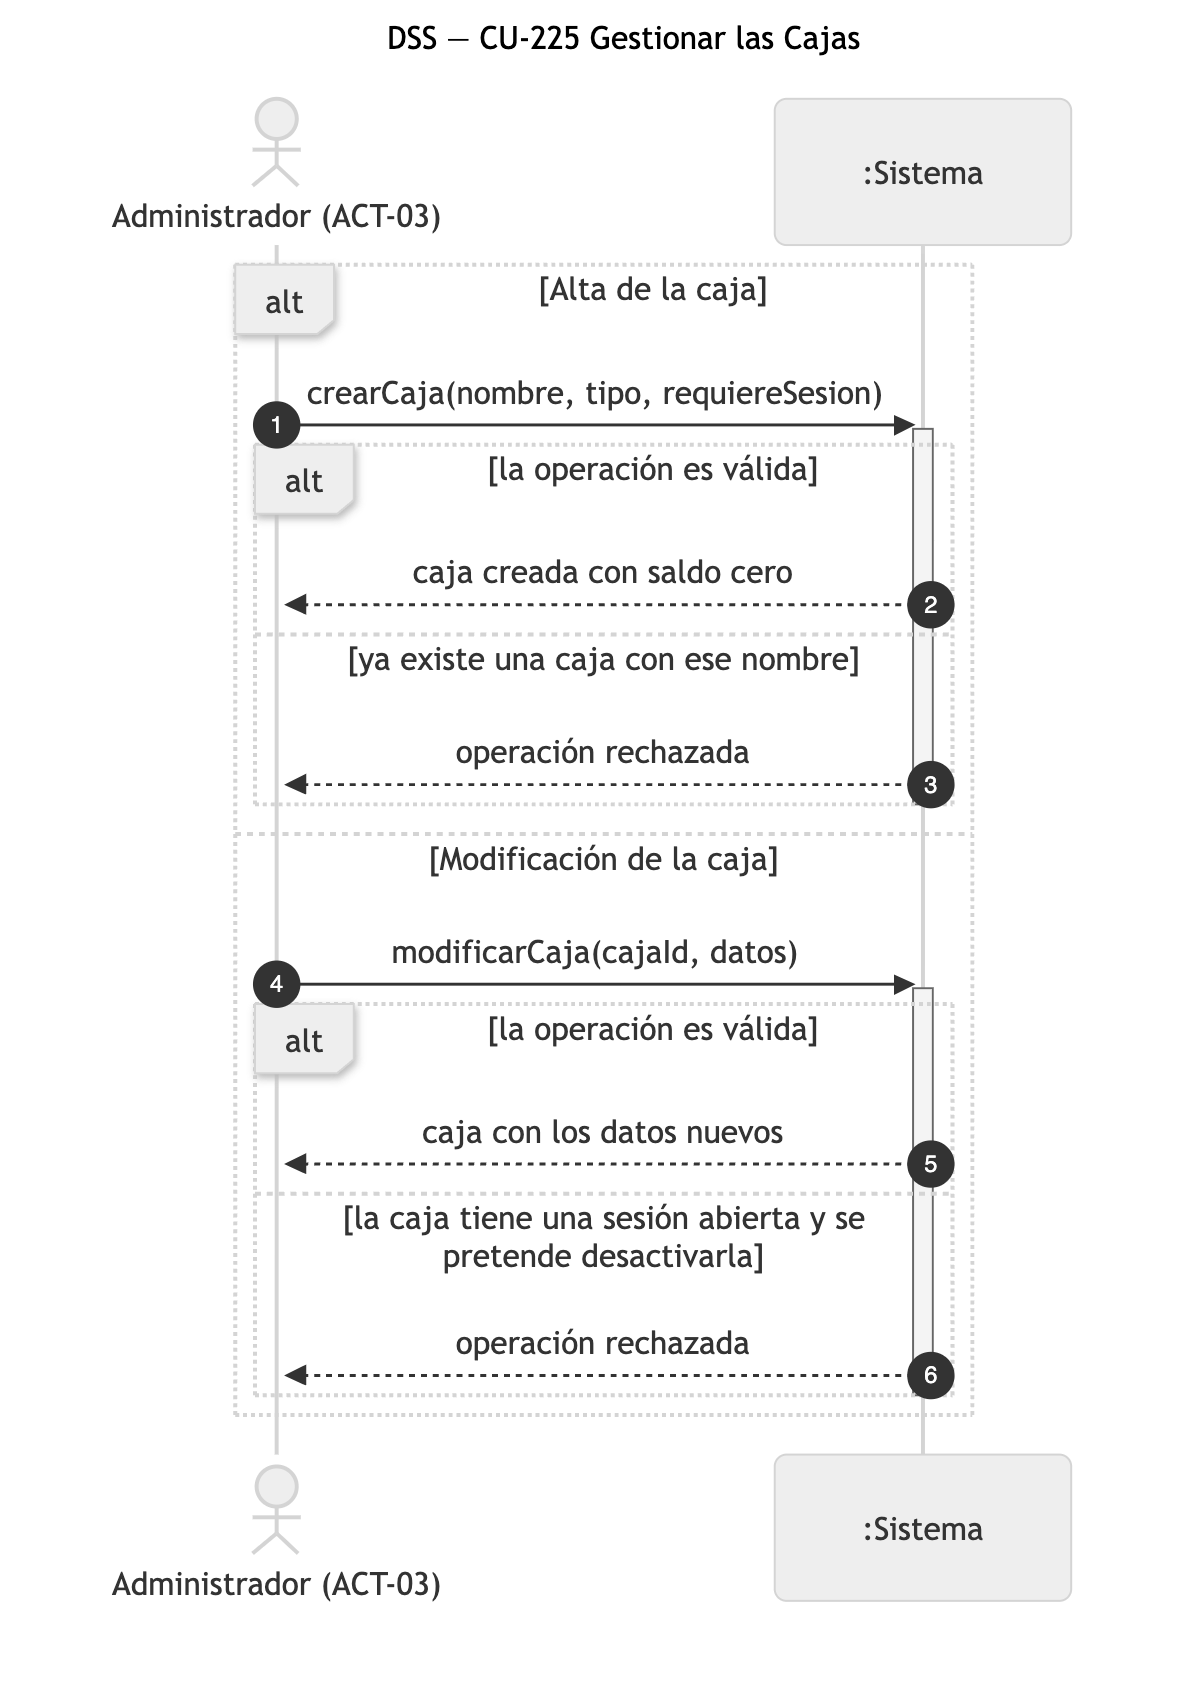 DSS — CU-225 Gestionar las Cajas
Administrador (ACT-03)
:Sistema
alt
[Alta de la caja]
crearCaja(nombre, tipo, requiereSesion)
1
alt
[la operación es válida]
caja creada con saldo cero
2
[ya existe una caja con ese nombre]
operación rechazada
3
[Modificación de la caja]
modificarCaja(cajaId, datos)
4
alt
[la operación es válida]
caja con los datos nuevos
5
[la caja tiene una sesión abierta y se
pretende desactivarla]
operación rechazada
6
Administrador (ACT-03)
:Sistema